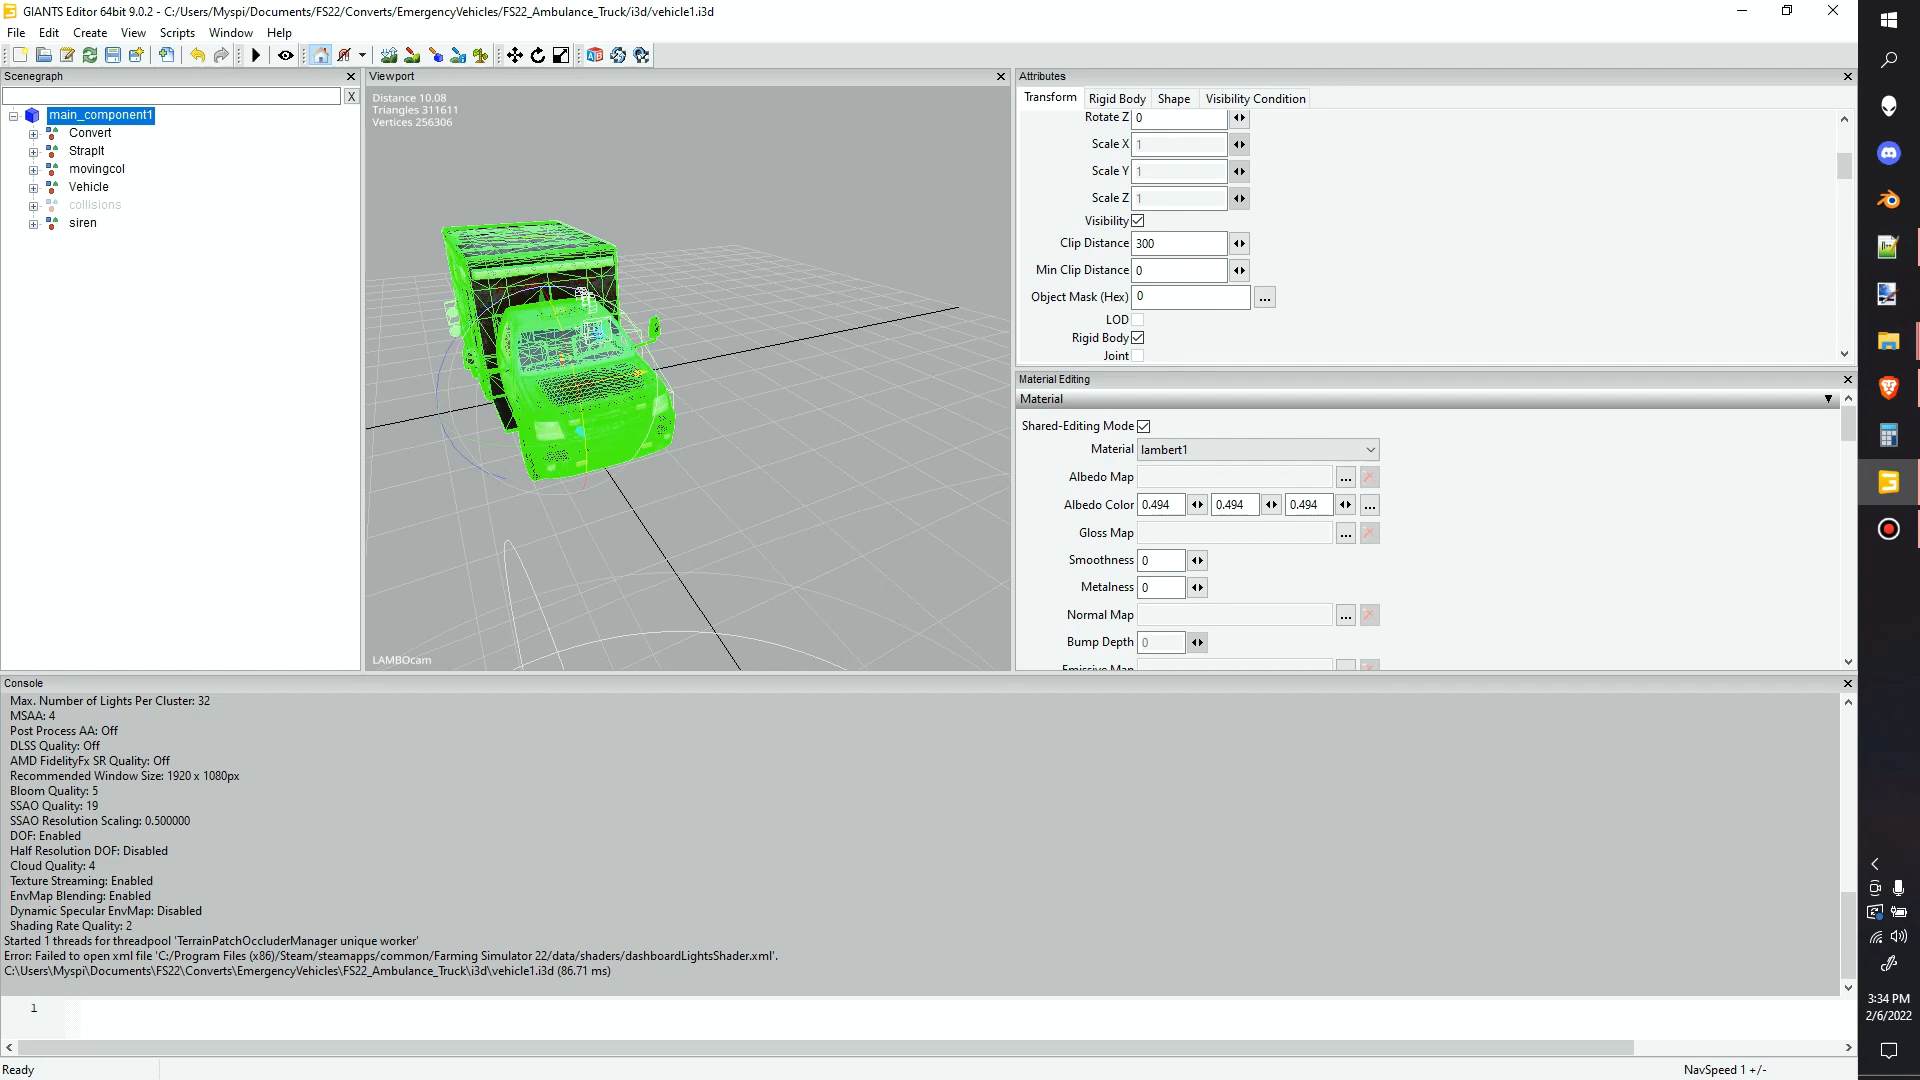 GIANTS Editor 64bit 9.0.2 - C:/Users/Myspi/Documents/FS22/Converts/EmergencyVehicles/FS22_Ambulance_Truck/i3d/vehicle1.i3d
File Edit Create View Scripts Window Help
Scenegraph
X
main_component1
Convert
StrapIt
movingcol
Vehicle
collisions
siren
Viewport
Distance 10.08
Triangles 311611
Vertices 256306
LAMBOcam
Attributes
Transform Rigid Body Shape Visibility Condition
Rotate Z 0
Scale X 1
Scale Y 1
Scale Z 1
Visibility
Clip Distance 300
Min Clip Distance 0
Object Mask (Hex) 0 ...
LOD
Rigid Body
Joint
Material Editing
Material
Shared-Editing Mode
Material lambert1
Albedo Map ...
Albedo Color 0.494 0.494 0.494 ...
Gloss Map ...
Smoothness 0
Metalness 0
Normal Map ...
Bump Depth 0
Emissive Map
Console
Max. Number of Lights Per Cluster: 32
MSAA: 4
Post Process AA: Off
DLSS Quality: Off
AMD FidelityFx SR Quality: Off
Recommended Window Size: 1920 x 1080px
Bloom Quality: 5
SSAO Quality: 19
SSAO Resolution Scaling: 0.500000
DOF: Enabled
Half Resolution DOF: Disabled
Cloud Quality: 4
Texture Streaming: Enabled
EnvMap Blending: Enabled
Dynamic Specular EnvMap: Disabled
Shading Rate Quality: 2
Started 1 threads for threadpool 'TerrainPatchOccluderManager unique worker'
Error: Failed to open xml file 'C:/Program Files (x86)/Steam/steamapps/common/Farming Simulator 22/data/shaders/dashboardLightsShader.xml'.
C:\Users\Myspi\Documents\FS22\Converts\EmergencyVehicles\FS22_Ambulance_Truck\i3d\vehicle1.i3d (86.71 ms)
1
Ready
NavSpeed 1 +/-
3:34 PM
2/6/2022